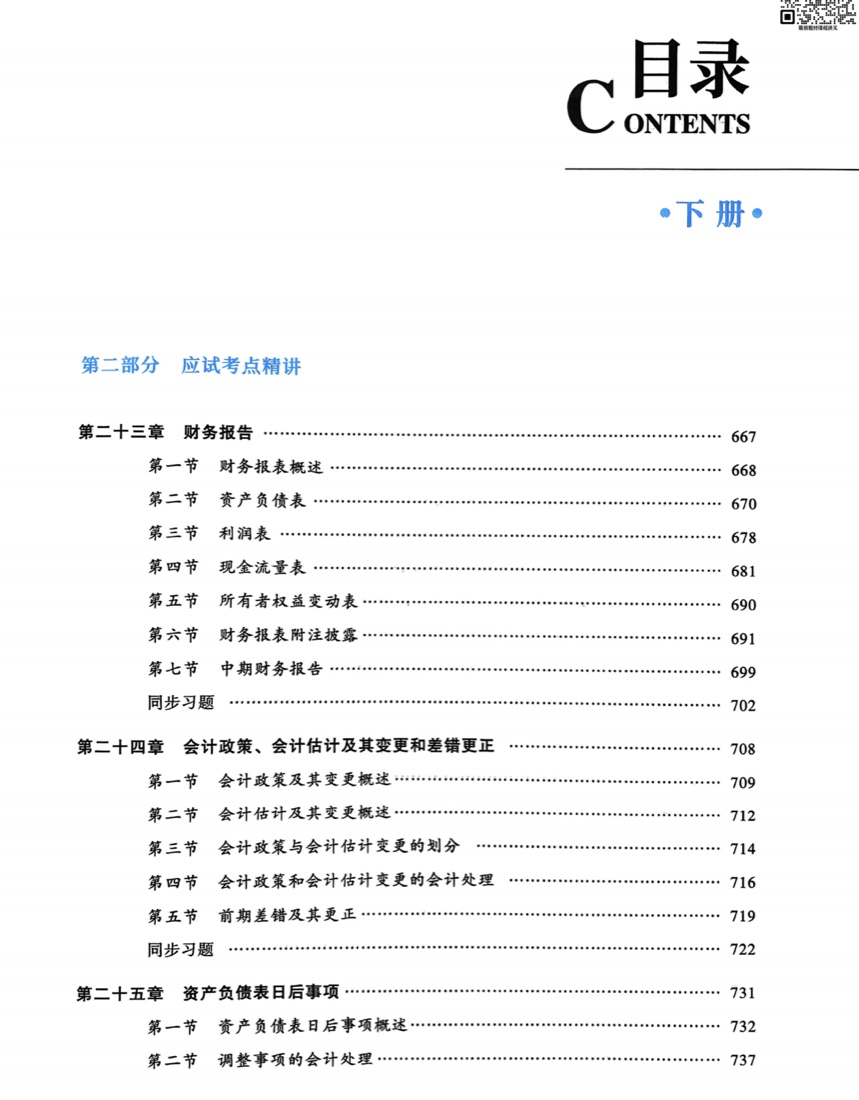 目录
CONTENTS
·下册·
第二部分 应试考点精讲
第二十三章 财务报告 667
第一节 财务报表概述 668
第二节 资产负债表 670
第三节 利润表 678
第四节 现金流量表 681
第五节 所有者权益变动表 690
第六节 财务报表附注披露 691
第七节 中期财务报告 699
同步习题 702
第二十四章 会计政策、会计估计及其变更和差错更正 708
第一节 会计政策及其变更概述 709
第二节 会计估计及其变更概述 712
第三节 会计政策与会计估计变更的划分 714
第四节 会计政策和会计估计变更的会计处理 716
第五节 前期差错及其更正 719
同步习题 722
第二十五章 资产负债表日后事项 731
第一节 资产负债表日后事项概述 732
第二节 调整事项的会计处理 737